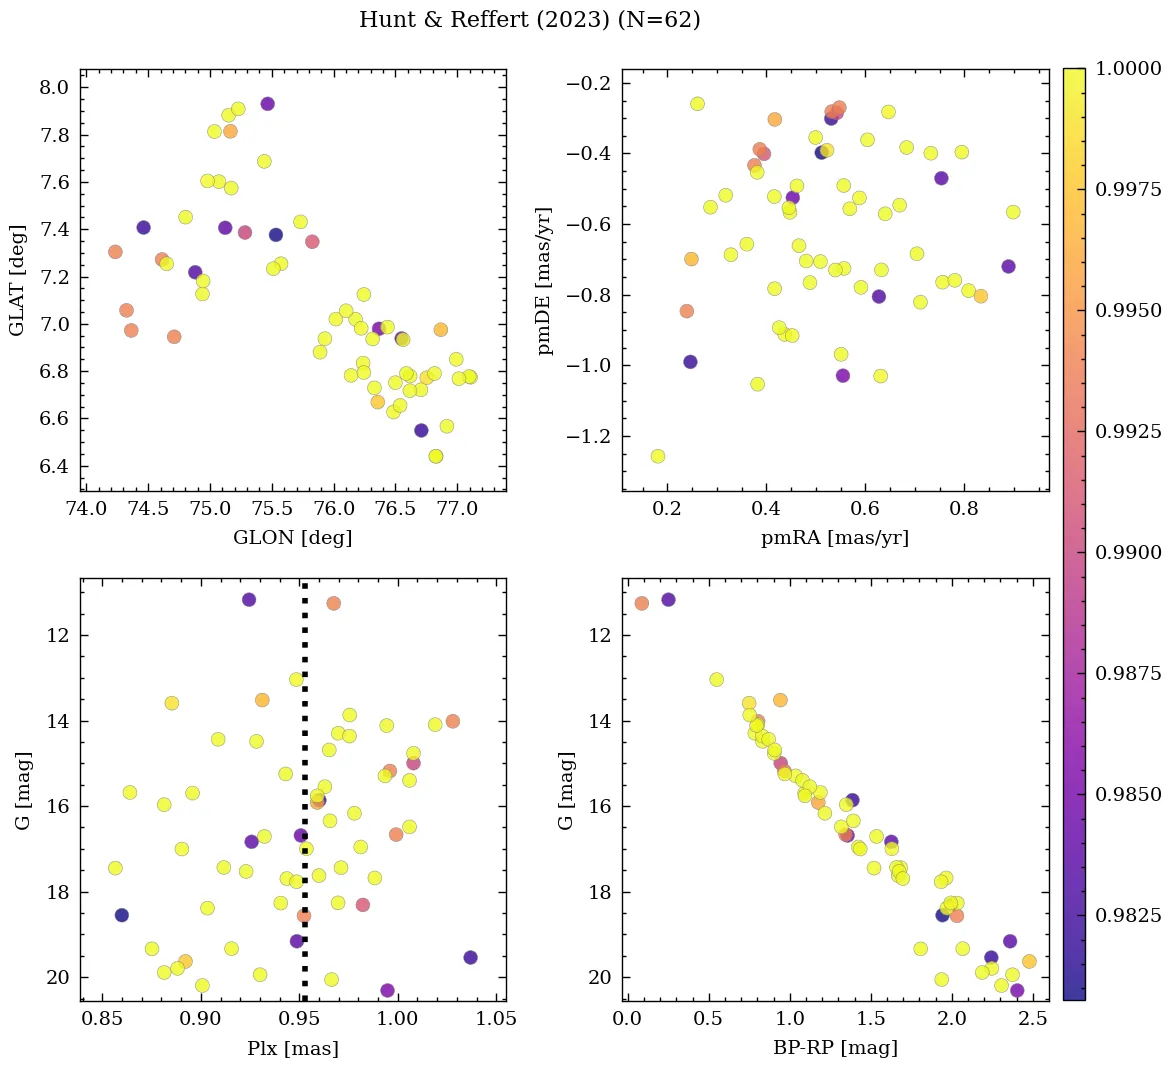 Hunt & Reffert (2023) (N=62)
8.0
7.8
7.6
7.4
7.2
7.0
6.8
6.6
6.4
GLAT [deg]
74.0 74.5 75.0 75.5 76.0 76.5 77.0
GLON [deg]
−0.2
−0.4
−0.6
−0.8
−1.0
−1.2
pmDE [mas/yr]
0.2 0.4 0.6 0.8
pmRA [mas/yr]
12
14
16
18
20
G [mag]
0.85 0.90 0.95 1.00 1.05
Plx [mas]
12
14
16
18
20
G [mag]
0.0 0.5 1.0 1.5 2.0 2.5
BP-RP [mag]
1.0000
0.9975
0.9950
0.9925
0.9900
0.9875
0.9850
0.9825